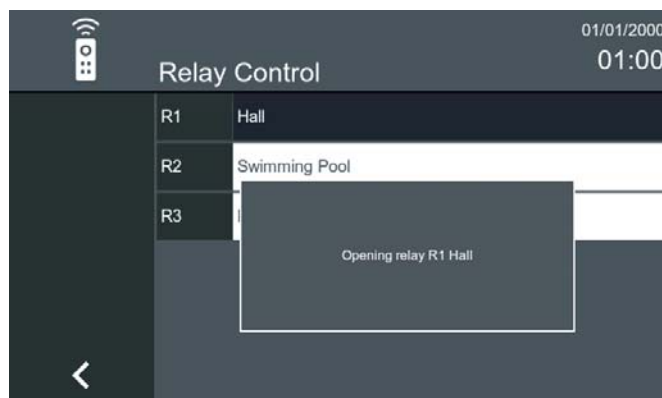 01/01/2000
01:00
Relay Control
R1 Hall
R2 Swimming Pool
R3
Opening relay R1 Hall